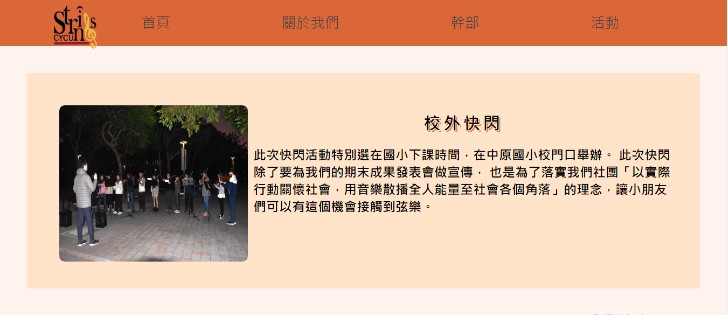 Strings
CYCU
首頁 關於我們 幹部 活動
校外快閃
此次快閃活動特別選在國小下課時間，在中原國小校門口舉辦。 此次快閃
除了要為我們的期末成果發表會做宣傳， 也是為了落實我們社團「以實際
行動關懷社會，用音樂散播全人能量至社會各個角落」的理念，讓小朋友
們可以有這個機會接觸到弦樂。